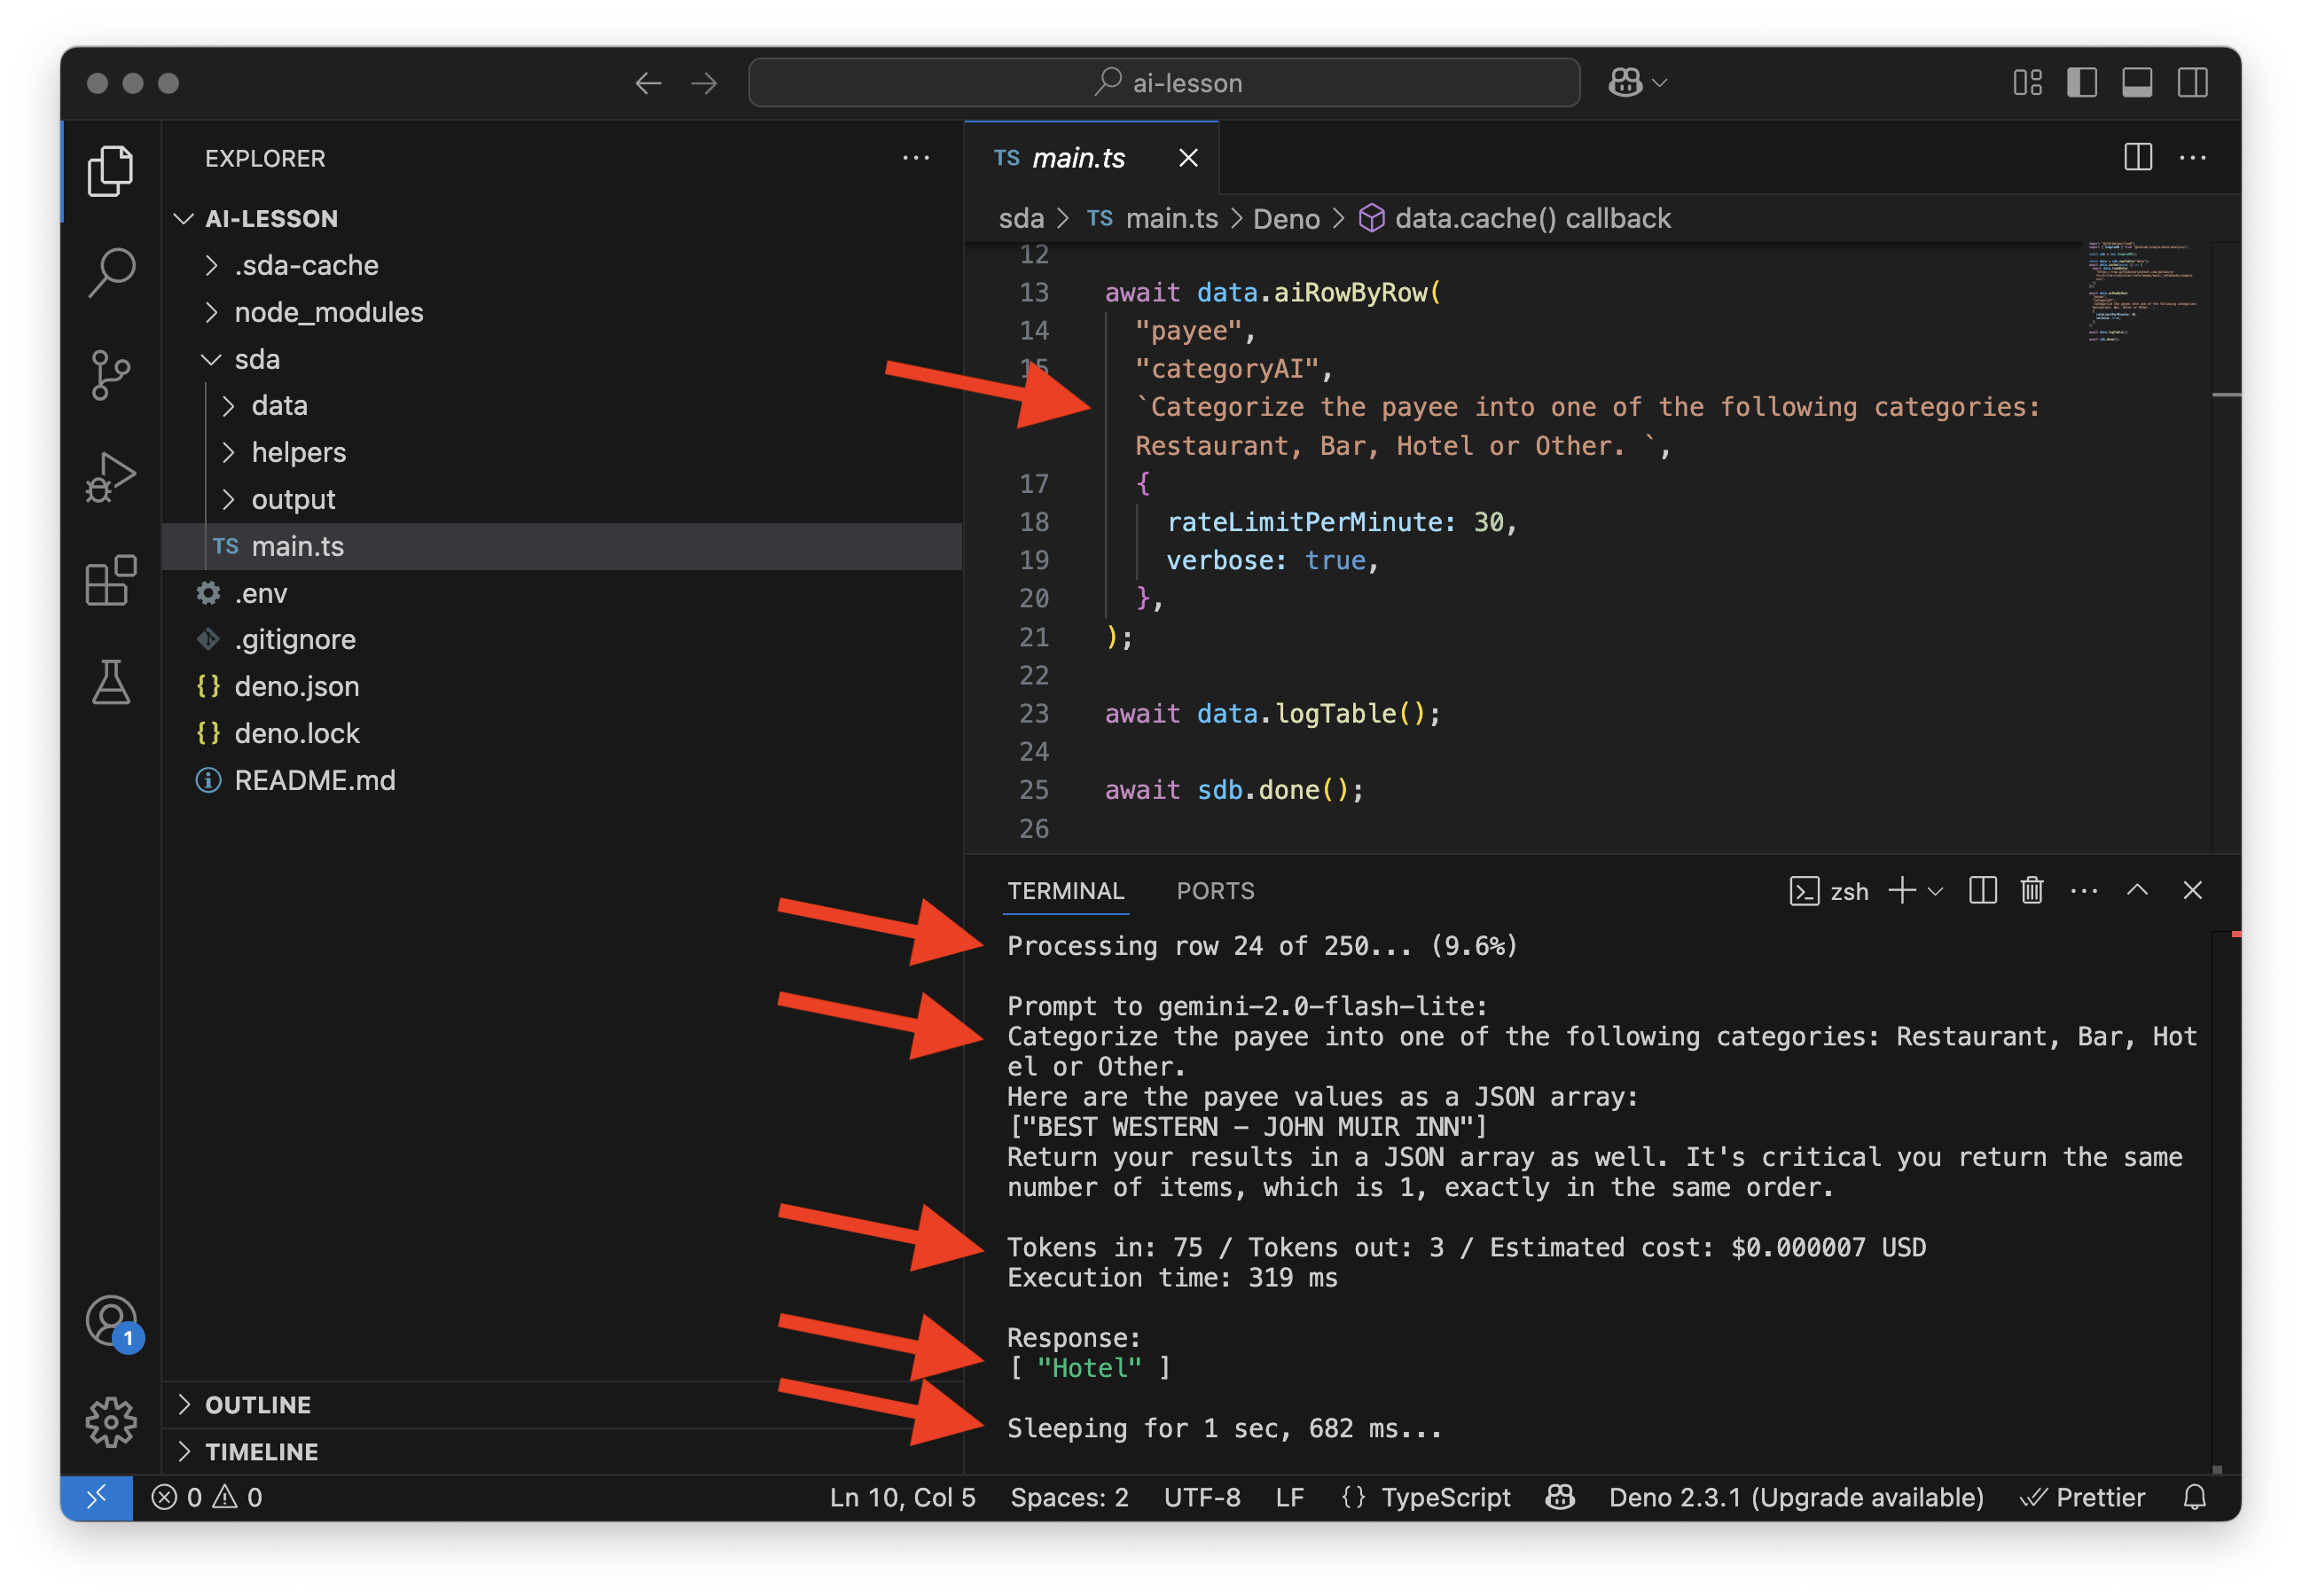 ai-lesson
EXPLORER
AI-LESSON
.sda-cache
node_modules
sda
data
helpers
output
TS main.ts
.env
.gitignore
{} deno.json
{} deno.lock
README.md
OUTLINE
TIMELINE
1
TS main.ts
sda > TS main.ts > Deno > data.cache() callback
12
13 await data.aiRowByRow(
14 "payee",
15 "categoryAI",
`Categorize the payee into one of the following categories:
Restaurant, Bar, Hotel or Other. `,
17 {
18 rateLimitPerMinute: 30,
19 verbose: true,
20 },
21 );
22
23 await data.logTable();
24
25 await sdb.done();
26
TERMINAL PORTS
zsh
Processing row 24 of 250... (9.6%)
Prompt to gemini-2.0-flash-lite:
Categorize the payee into one of the following categories: Restaurant, Bar, Hot
el or Other.
Here are the payee values as a JSON array:
["BEST WESTERN - JOHN MUIR INN"]
Return your results in a JSON array as well. It's critical you return the same
number of items, which is 1, exactly in the same order.
Tokens in: 75 / Tokens out: 3 / Estimated cost: $0.000007 USD
Execution time: 319 ms
Response:
[ "Hotel" ]
Sleeping for 1 sec, 682 ms...
0 0 Ln 10, Col 5 Spaces: 2 UTF-8 LF {} TypeScript Deno 2.3.1 (Upgrade available) Prettier